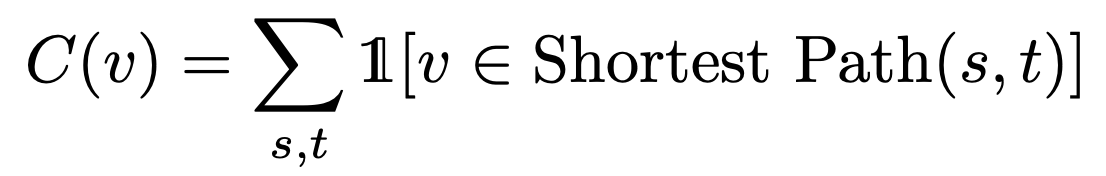 C(v) = ∑_{s,t} 𝟙[v ∈ Shortest Path(s, t)]